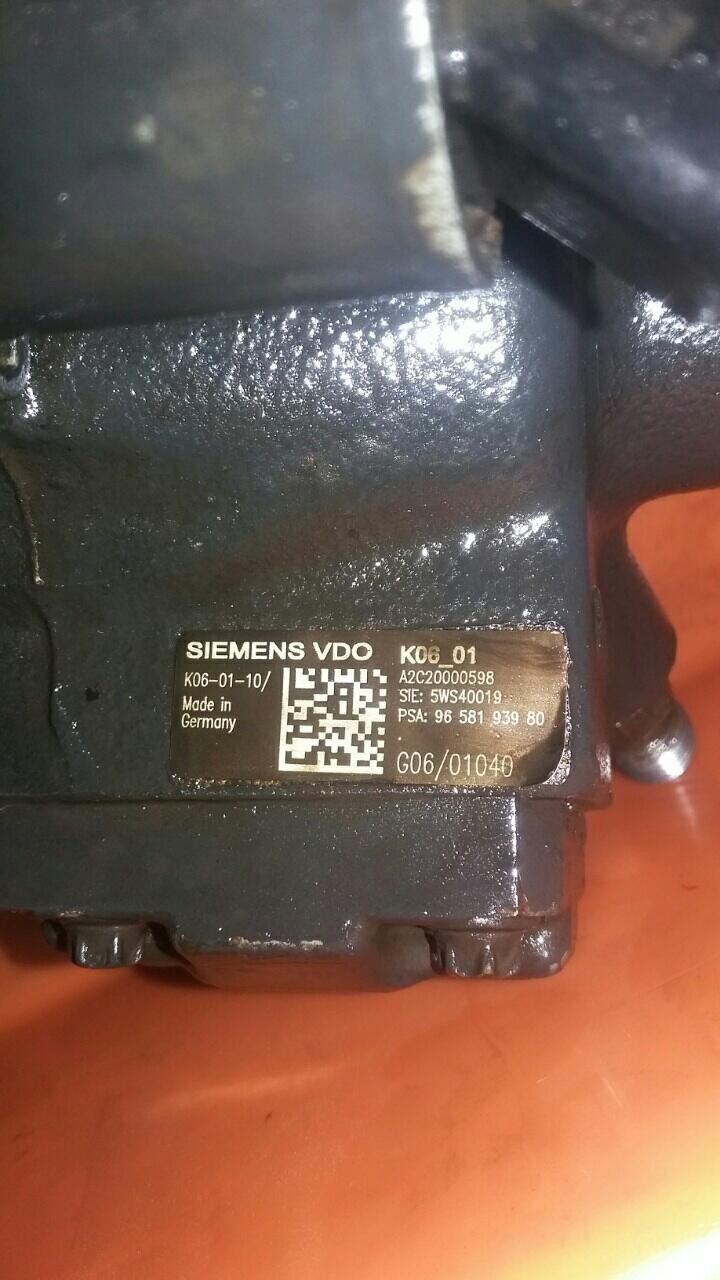 SIEMENS VDO
K06-01-10/
Made in
Germany
K06_01
A2C20000598
SIE: 5WS40019
PSA: 96 581 939 80
G06/01040